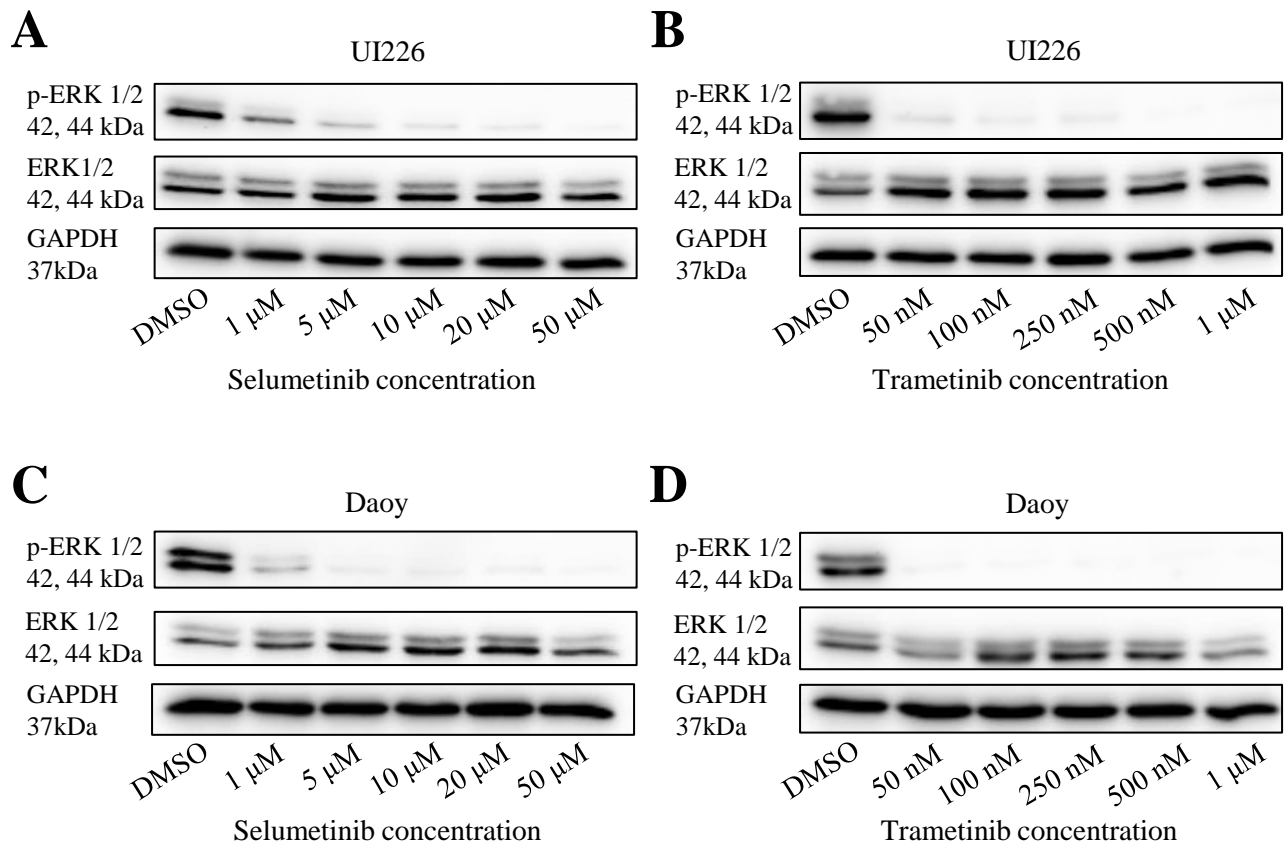 A
UI226
p-ERK 1/2
42, 44 kDa
ERK1/2
42, 44 kDa
GAPDH
37kDa
DMSO
1 μM
5 μM
10 μM
20 μM
50 μM
Selumetinib concentration
B
UI226
p-ERK 1/2
42, 44 kDa
ERK 1/2
42, 44 kDa
GAPDH
37kDa
DMSO
50 nM
100 nM
250 nM
500 nM
1 μM
Trametinib concentration
C
Daoy
p-ERK 1/2
42, 44 kDa
ERK 1/2
42, 44 kDa
GAPDH
37kDa
DMSO
1 μM
5 μM
10 μM
20 μM
50 μM
Selumetinib concentration
D
Daoy
p-ERK 1/2
42, 44 kDa
ERK 1/2
42, 44 kDa
GAPDH
37kDa
DMSO
50 nM
100 nM
250 nM
500 nM
1 μM
Trametinib concentration